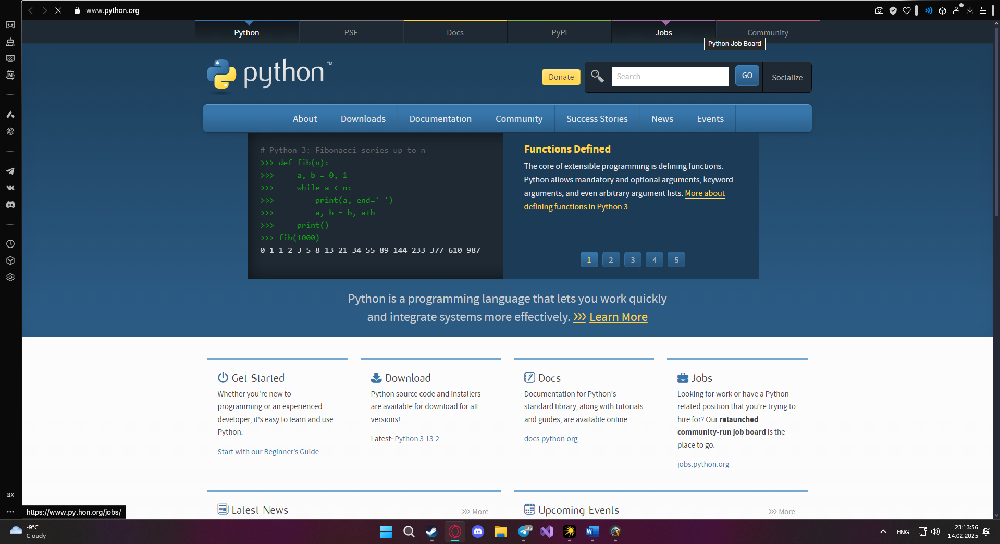 www.python.org
Python
PSF
Docs
PyPI
Jobs
Community
Python Job Board
python™
Donate
Search
GO
Socialize
About
Downloads
Documentation
Community
Success Stories
News
Events
# Python 3: Fibonacci series up to n
>>> def fib(n):
>>>     a, b = 0, 1
>>>     while a < n:
>>>         print(a, end=' ')
>>>         a, b = b, a+b
>>>     print()
>>> fib(1000)
0 1 1 2 3 5 8 13 21 34 55 89 144 233 377 610 987
Functions Defined
The core of extensible programming is defining functions.
Python allows mandatory and optional arguments, keyword
arguments, and even arbitrary argument lists. More about
defining functions in Python 3
1 2 3 4 5
Python is a programming language that lets you work quickly
and integrate systems more effectively. >>> Learn More
Get Started
Whether you're new to
programming or an experienced
developer, it's easy to learn and use
Python.
Start with our Beginner's Guide
Download
Python source code and installers
are available for download for all
versions!
Latest: Python 3.13.2
Docs
Documentation for Python's
standard library, along with tutorials
and guides, are available online.
docs.python.org
Jobs
Looking for work or have a Python
related position that you're trying to
hire for? Our relaunched
community-run job board is the
place to go.
jobs.python.org
Latest News
>>> More
Upcoming Events
>>> More
GX
https://www.python.org/jobs/
-9°C
Cloudy
35
ENG
23:13:56
14.02.2025